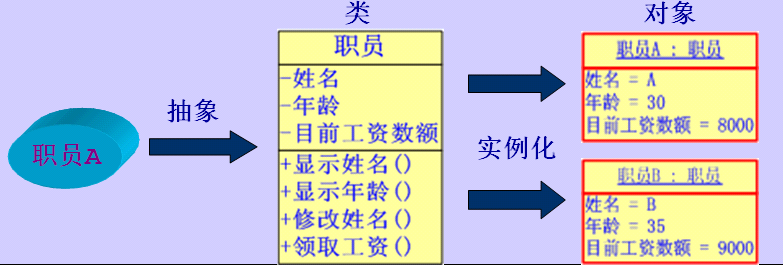 类
对象
职员A
抽象
职员
-姓名
-年龄
-目前工资数额
+显示姓名()
+显示年龄()
+修改姓名()
+领取工资()
实例化
职员A : 职员
姓名 = A
年龄 = 30
目前工资数额 = 8000
职员B : 职员
姓名 = B
年龄 = 35
目前工资数额 = 9000